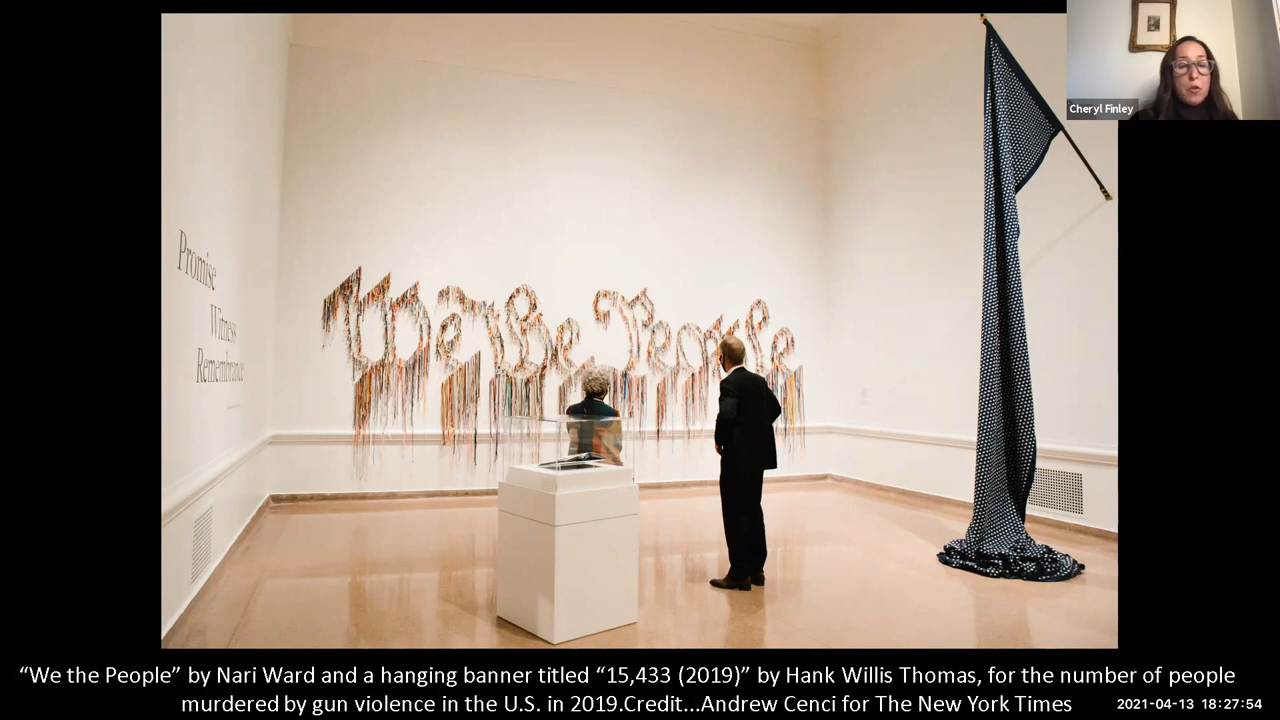 Cheryl Finley
Promise
Witness
Remembrance
We the People
“We the People” by Nari Ward and a hanging banner titled “15,433 (2019)” by Hank Willis Thomas, for the number of people
murdered by gun violence in the U.S. in 2019.Credit...Andrew Cenci for The New York Times
2021-04-13 18:27:54